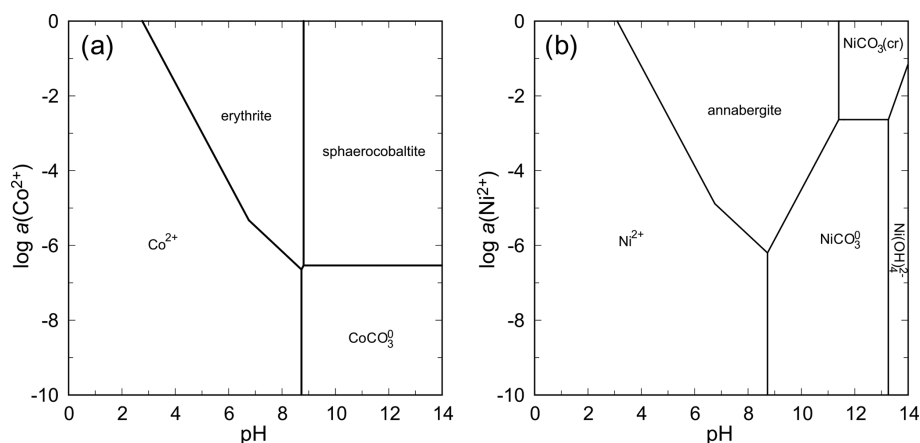 (a)
0
-2
-4
-6
-8
-10
log a(Co²⁺)
erythrite
sphaerocobaltite
Co²⁺
CoCO₃⁰
0 2 4 6 8 10 12 14
pH
(b)
0
-2
-4
-6
-8
-10
log a(Ni²⁺)
NiCO₃(cr)
annabergite
Ni²⁺
NiCO₃⁰
Ni(OH)₄²⁻
0 2 4 6 8 10 12 14
pH